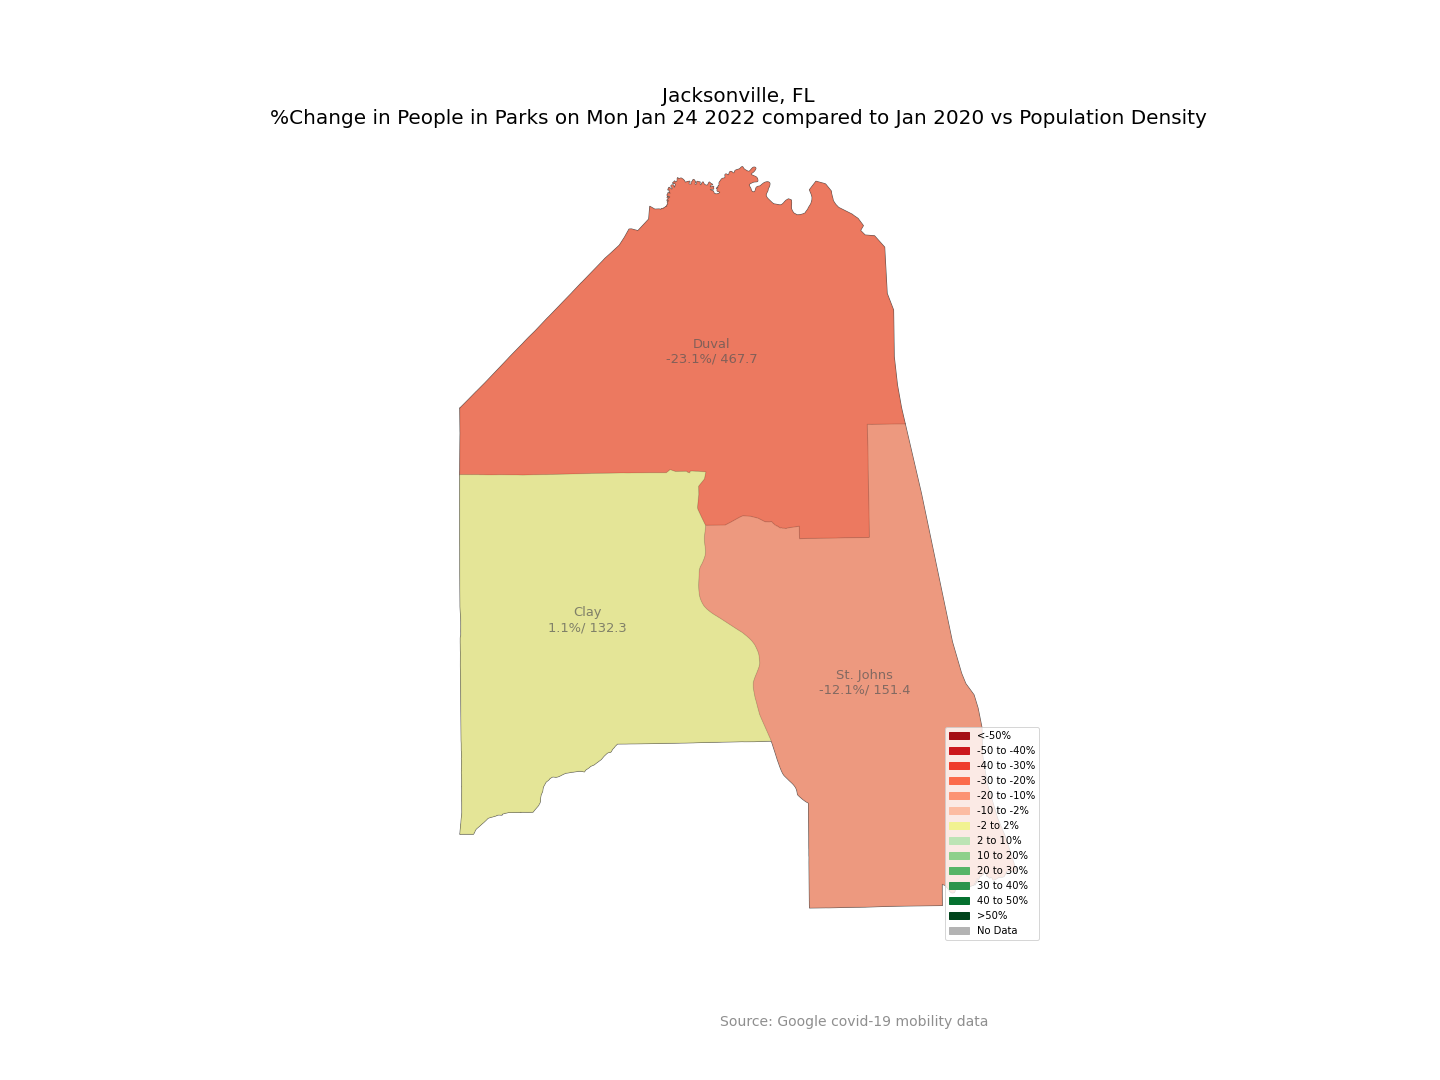 Jacksonville, FL
%Change in People in Parks on Mon Jan 24 2022 compared to Jan 2020 vs Population Density
Duval
-23.1%/ 467.7
Clay
1.1%/ 132.3
St. Johns
-12.1%/ 151.4
<-50%
-50 to -40%
-40 to -30%
-30 to -20%
-20 to -10%
-10 to -2%
-2 to 2%
2 to 10%
10 to 20%
20 to 30%
30 to 40%
40 to 50%
>50%
No Data
Source: Google covid-19 mobility data